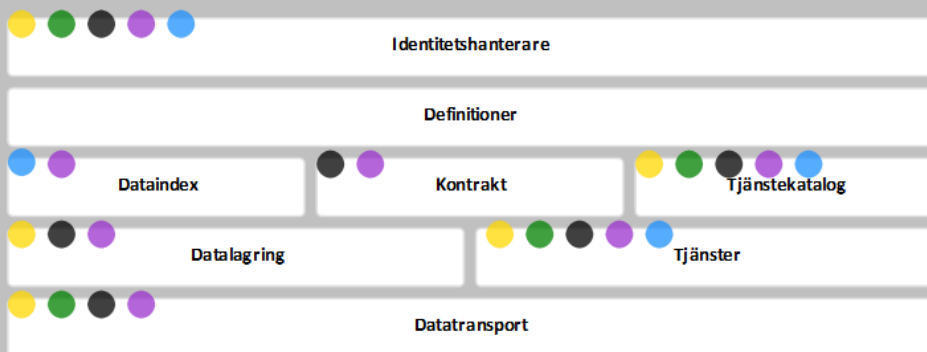 Identitetshanterare
Definitioner
Dataindex
Kontrakt
Tjänstekatalog
Datalagring
Tjänster
Datatransport